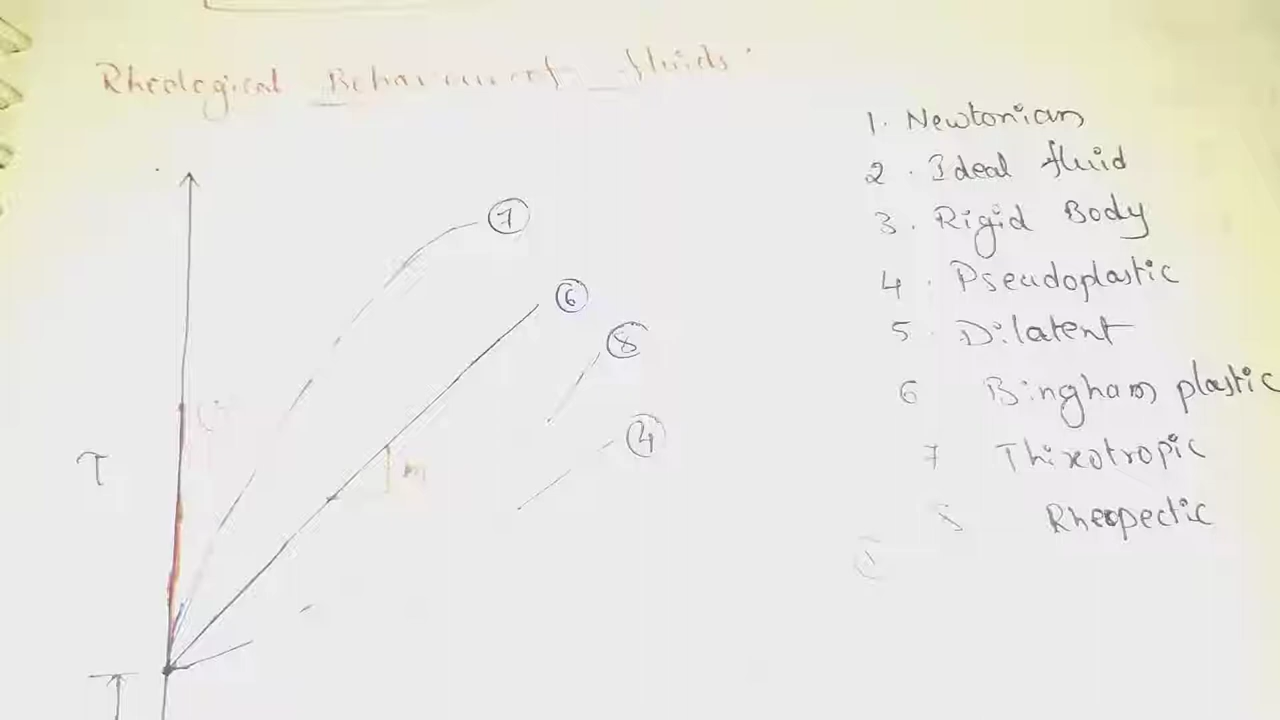 Rheological Behaviour of fluids
1. Newtonian
2. Ideal fluid
3. Rigid Body
4. Pseudoplastic
5. Dilatent
6 Bingham plastic
7 Thixotropic
8 Rheopectic
7
6
8
4
τ